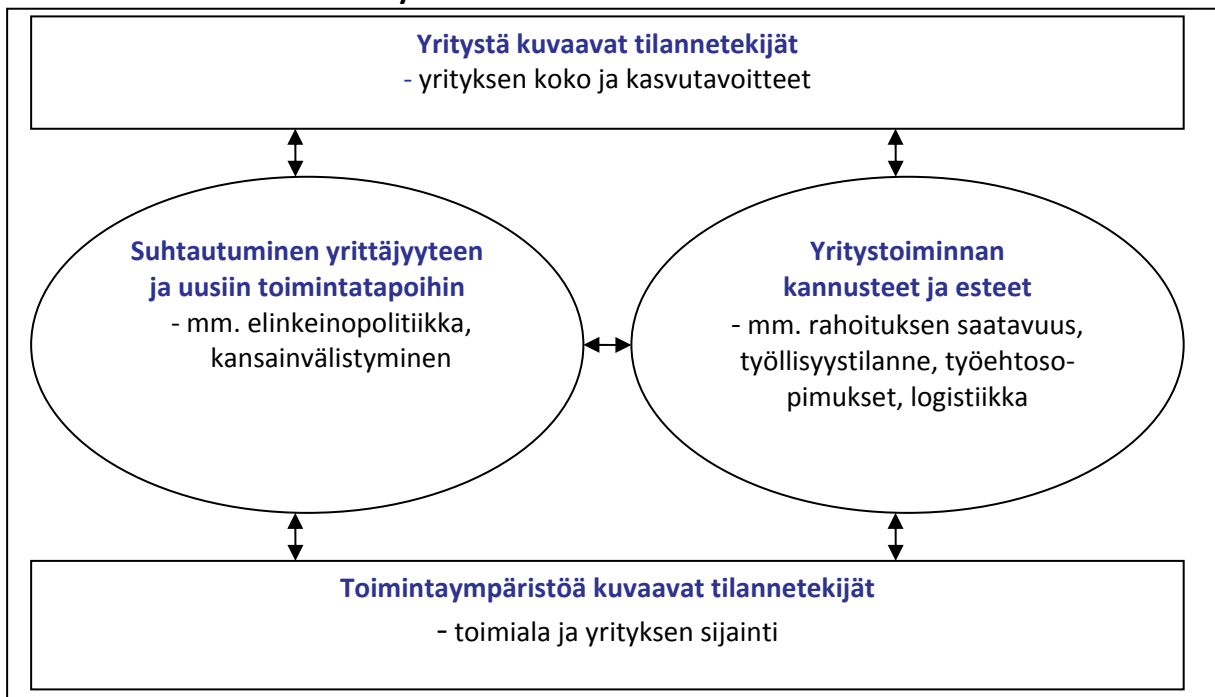 Yritystä kuvaavat tilannetekijät
- yrityksen koko ja kasvutavoitteet
Suhtautuminen yrittäjyyteen
ja uusiin toimintatapoihin
- mm. elinkeinopolitiikka,
kansainvälistyminen
Yritystoiminnan
kannusteet ja esteet
- mm. rahoituksen saatavuus,
työllisyystilanne, työehtoso-
pimukset, logistiikka
Toimintaympäristöä kuvaavat tilannetekijät
- toimiala ja yrityksen sijainti